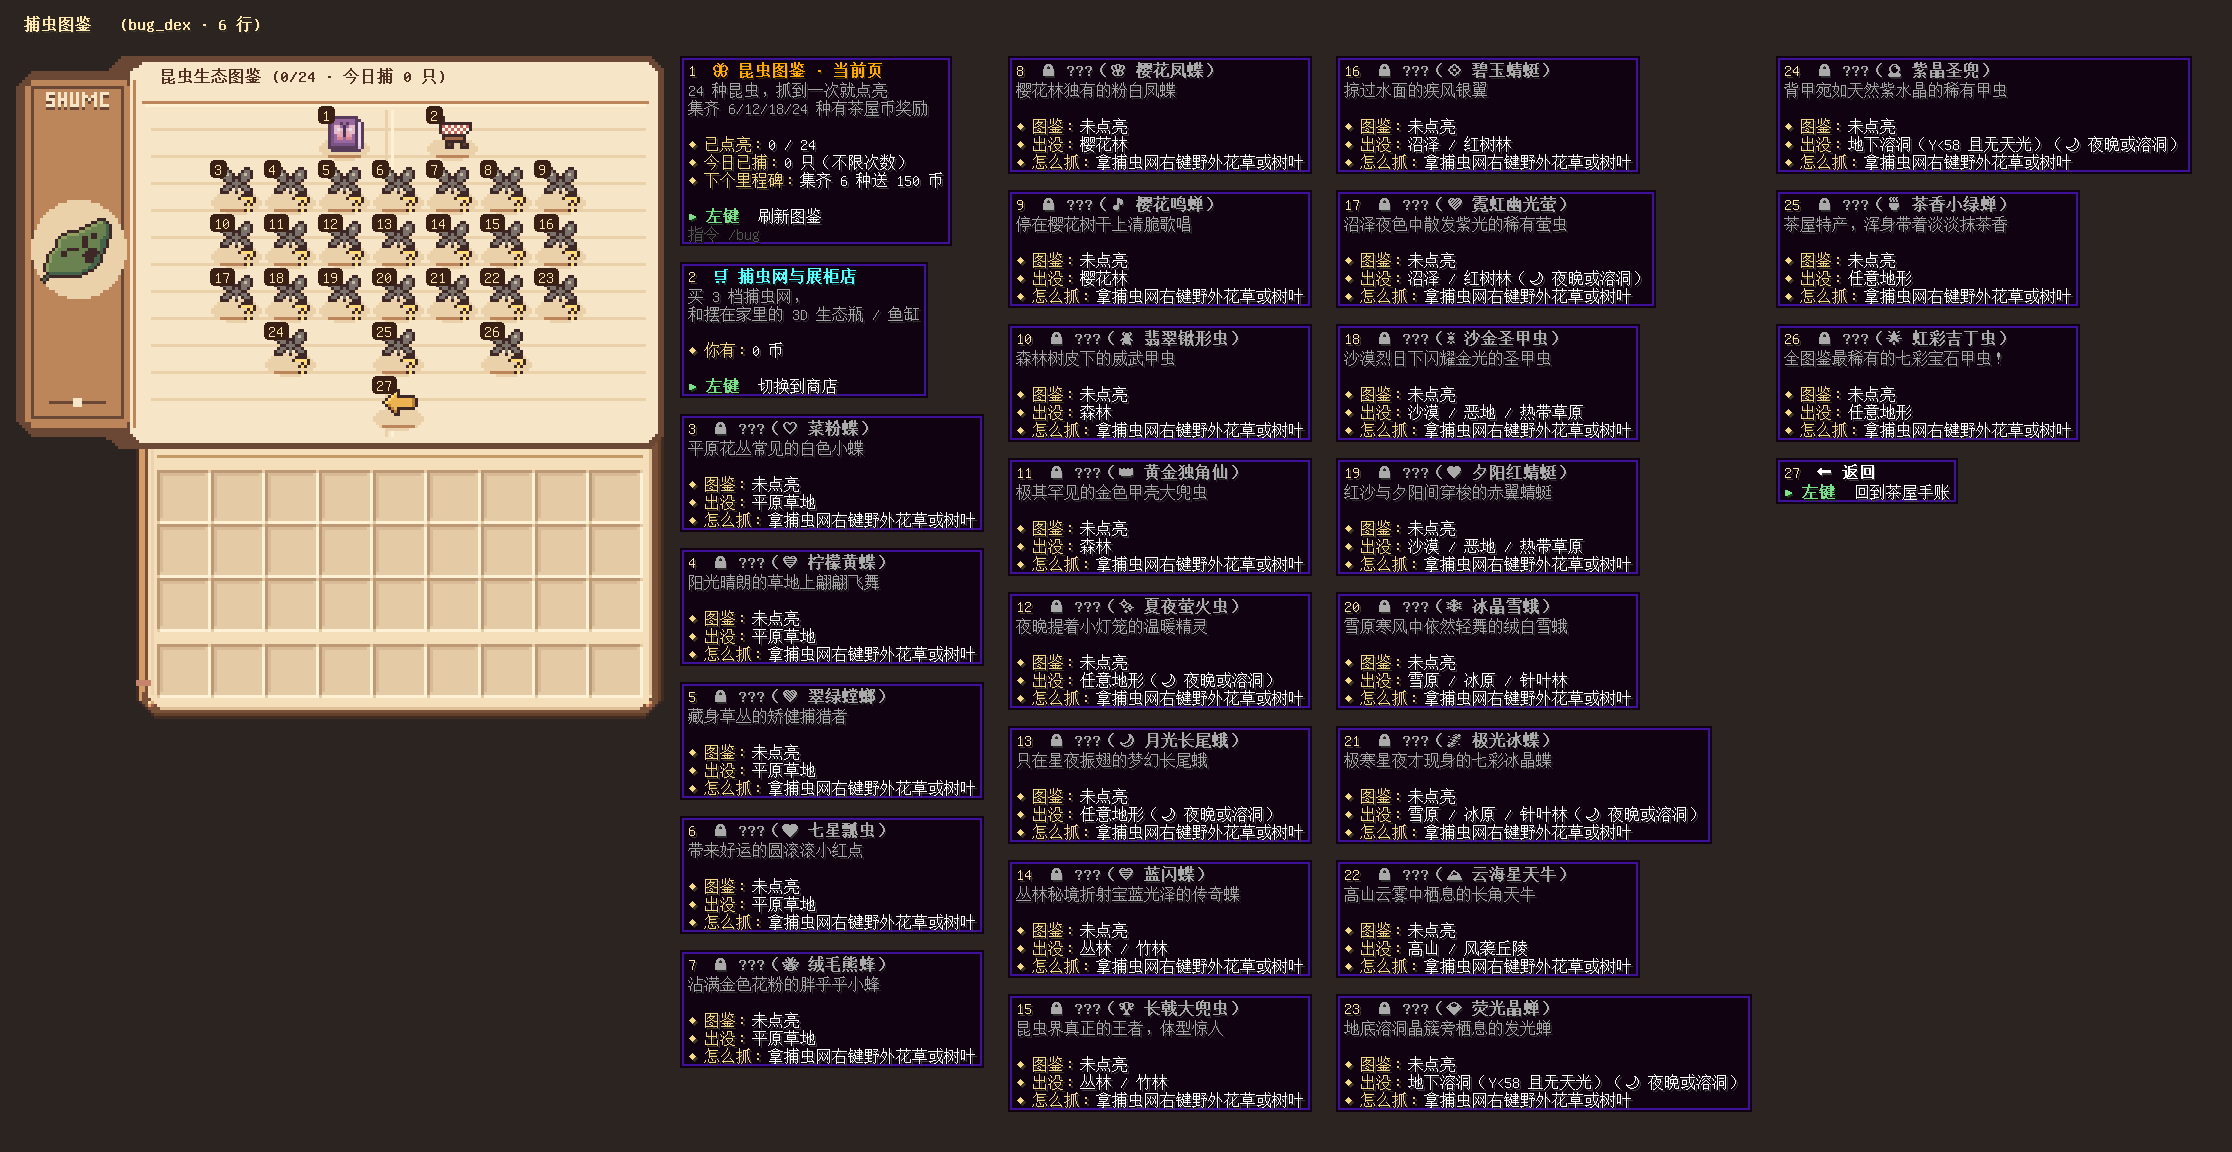 捕虫图鉴 (bug_dex · 6 行)
SHUMC
昆虫生态图鉴 (0/24 · 今日捕 0 只)
1
2
3
4
5
6
7
8
9
10
11
12
13
14
15
16
17
18
19
20
21
22
23
24
25
26
27
1 昆虫图鉴 · 当前页
24 种昆虫，抓到一次就点亮
集齐 6/12/18/24 种有茶屋币奖励
◆ 已点亮：0 / 24
◆ 今日已捕：0 只（不限次数）
◆ 下个里程碑：集齐 6 种送 150 币
▶ 左键 刷新图鉴
指令 /bug
2 捕虫网与展柜店
买 3 档捕虫网，
和摆在家里的 3D 生态瓶 / 鱼缸
◆ 你有：0 币
▶ 左键 切换到商店
3 ???（♡ 菜粉蝶）
平原花丛常见的白色小蝶
◆ 图鉴：未点亮
◆ 出没：平原草地
◆ 怎么抓：拿捕虫网右键野外花草或树叶
4 ???（柠檬黄蝶）
阳光晴朗的草地上翩翩飞舞
◆ 图鉴：未点亮
◆ 出没：平原草地
◆ 怎么抓：拿捕虫网右键野外花草或树叶
5 ???（翠绿螳螂）
藏身草丛的矫健捕猎者
◆ 图鉴：未点亮
◆ 出没：平原草地
◆ 怎么抓：拿捕虫网右键野外花草或树叶
6 ???（♥ 七星瓢虫）
带来好运的圆滚滚小红点
◆ 图鉴：未点亮
◆ 出没：平原草地
◆ 怎么抓：拿捕虫网右键野外花草或树叶
7 ???（绒毛熊蜂）
沾满金色花粉的胖乎乎小蜂
◆ 图鉴：未点亮
◆ 出没：平原草地
◆ 怎么抓：拿捕虫网右键野外花草或树叶
8 ???（樱花凤蝶）
樱花林独有的粉白凤蝶
◆ 图鉴：未点亮
◆ 出没：樱花林
◆ 怎么抓：拿捕虫网右键野外花草或树叶
9 ???（♪ 樱花鸣蝉）
停在樱花树干上清脆歌唱
◆ 图鉴：未点亮
◆ 出没：樱花林
◆ 怎么抓：拿捕虫网右键野外花草或树叶
10 ???（翡翠锹形虫）
森林树皮下的威武甲虫
◆ 图鉴：未点亮
◆ 出没：森林
◆ 怎么抓：拿捕虫网右键野外花草或树叶
11 ???（黄金独角仙）
极其罕见的金色甲壳大兜虫
◆ 图鉴：未点亮
◆ 出没：森林
◆ 怎么抓：拿捕虫网右键野外花草或树叶
12 ???（夏夜萤火虫）
夜晚提着小灯笼的温暖精灵
◆ 图鉴：未点亮
◆ 出没：任意地形（☽ 夜晚或溶洞）
◆ 怎么抓：拿捕虫网右键野外花草或树叶
13 ???（☽ 月光长尾蛾）
只在星夜振翅的梦幻长尾蛾
◆ 图鉴：未点亮
◆ 出没：任意地形（☽ 夜晚或溶洞）
◆ 怎么抓：拿捕虫网右键野外花草或树叶
14 ???（蓝闪蝶）
丛林秘境折射宝蓝光泽的传奇蝶
◆ 图鉴：未点亮
◆ 出没：丛林 / 竹林
◆ 怎么抓：拿捕虫网右键野外花草或树叶
15 ???（长戟大兜虫）
昆虫界真正的王者，体型惊人
◆ 图鉴：未点亮
◆ 出没：丛林 / 竹林
◆ 怎么抓：拿捕虫网右键野外花草或树叶
16 ???（碧玉蜻蜓）
掠过水面的疾风银翼
◆ 图鉴：未点亮
◆ 出没：沼泽 / 红树林
◆ 怎么抓：拿捕虫网右键野外花草或树叶
17 ???（霓虹幽光萤）
沼泽夜色中散发紫光的稀有萤虫
◆ 图鉴：未点亮
◆ 出没：沼泽 / 红树林（☽ 夜晚或溶洞）
◆ 怎么抓：拿捕虫网右键野外花草或树叶
18 ???（沙金圣甲虫）
沙漠烈日下闪耀金光的圣甲虫
◆ 图鉴：未点亮
◆ 出没：沙漠 / 恶地 / 热带草原
◆ 怎么抓：拿捕虫网右键野外花草或树叶
19 ???（♥ 夕阳红蜻蜓）
红沙与夕阳间穿梭的赤翼蜻蜓
◆ 图鉴：未点亮
◆ 出没：沙漠 / 恶地 / 热带草原
◆ 怎么抓：拿捕虫网右键野外花草或树叶
20 ???（❄ 冰晶雪蛾）
雪原寒风中依然轻舞的绒白雪蛾
◆ 图鉴：未点亮
◆ 出没：雪原 / 冰原 / 针叶林
◆ 怎么抓：拿捕虫网右键野外花草或树叶
21 ???（极光冰蝶）
极寒星夜才现身的七彩冰晶蝶
◆ 图鉴：未点亮
◆ 出没：雪原 / 冰原 / 针叶林（☽ 夜晚或溶洞）
◆ 怎么抓：拿捕虫网右键野外花草或树叶
22 ???（云海星天牛）
高山云雾中栖息的长角天牛
◆ 图鉴：未点亮
◆ 出没：高山 / 风袭丘陵
◆ 怎么抓：拿捕虫网右键野外花草或树叶
23 ???（荧光晶蝉）
地底溶洞晶簇旁栖息的发光蝉
◆ 图鉴：未点亮
◆ 出没：地下溶洞（Y<58 且无天光）（☽ 夜晚或溶洞）
◆ 怎么抓：拿捕虫网右键野外花草或树叶
24 ???（紫晶圣兜）
背甲宛如天然紫水晶的稀有甲虫
◆ 图鉴：未点亮
◆ 出没：地下溶洞（Y<58 且无天光）（☽ 夜晚或溶洞）
◆ 怎么抓：拿捕虫网右键野外花草或树叶
25 ???（茶香小绿蝉）
茶屋特产，浑身带着淡淡抹茶香
◆ 图鉴：未点亮
◆ 出没：任意地形
◆ 怎么抓：拿捕虫网右键野外花草或树叶
26 ???（虹彩吉丁虫）
全图鉴最稀有的七彩宝石甲虫！
◆ 图鉴：未点亮
◆ 出没：任意地形
◆ 怎么抓：拿捕虫网右键野外花草或树叶
27 ⬅ 返回
▶ 左键 回到茶屋手账